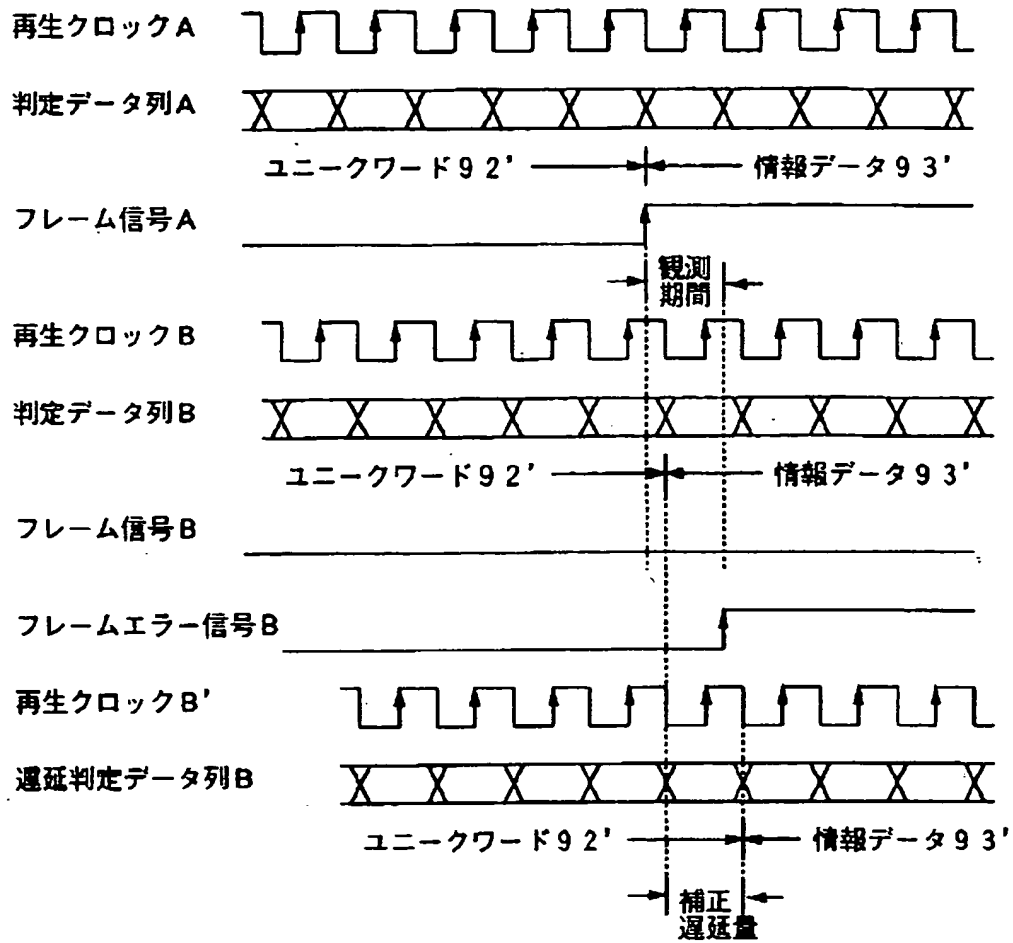 再生クロックA
判定データ列A
ユニークワード92' 情報データ93'
フレーム信号A
観測
期間
再生クロックB
判定データ列B
ユニークワード92' 情報データ93'
フレーム信号B
フレームエラー信号B
再生クロックB'
遅延判定データ列B
ユニークワード92' 情報データ93'
補正
遅延量